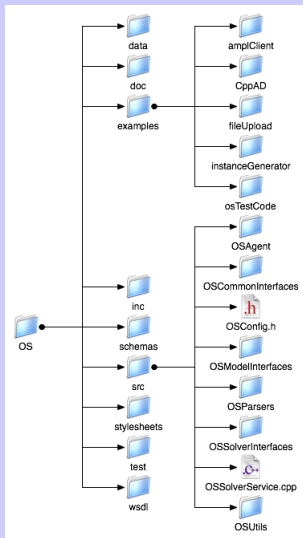 data
amplClient
doc
CppAD
examples
fileUpload
instanceGenerator
osTestCode
OSAgent
inc
OSCommonInterfaces
.h
OSConfig.h
OS
schemas
OSModelInterfaces
src
OSParsers
stylesheets
OSSolverInterfaces
test
C++
OSSolverService.cpp
wsdl
OSUtils